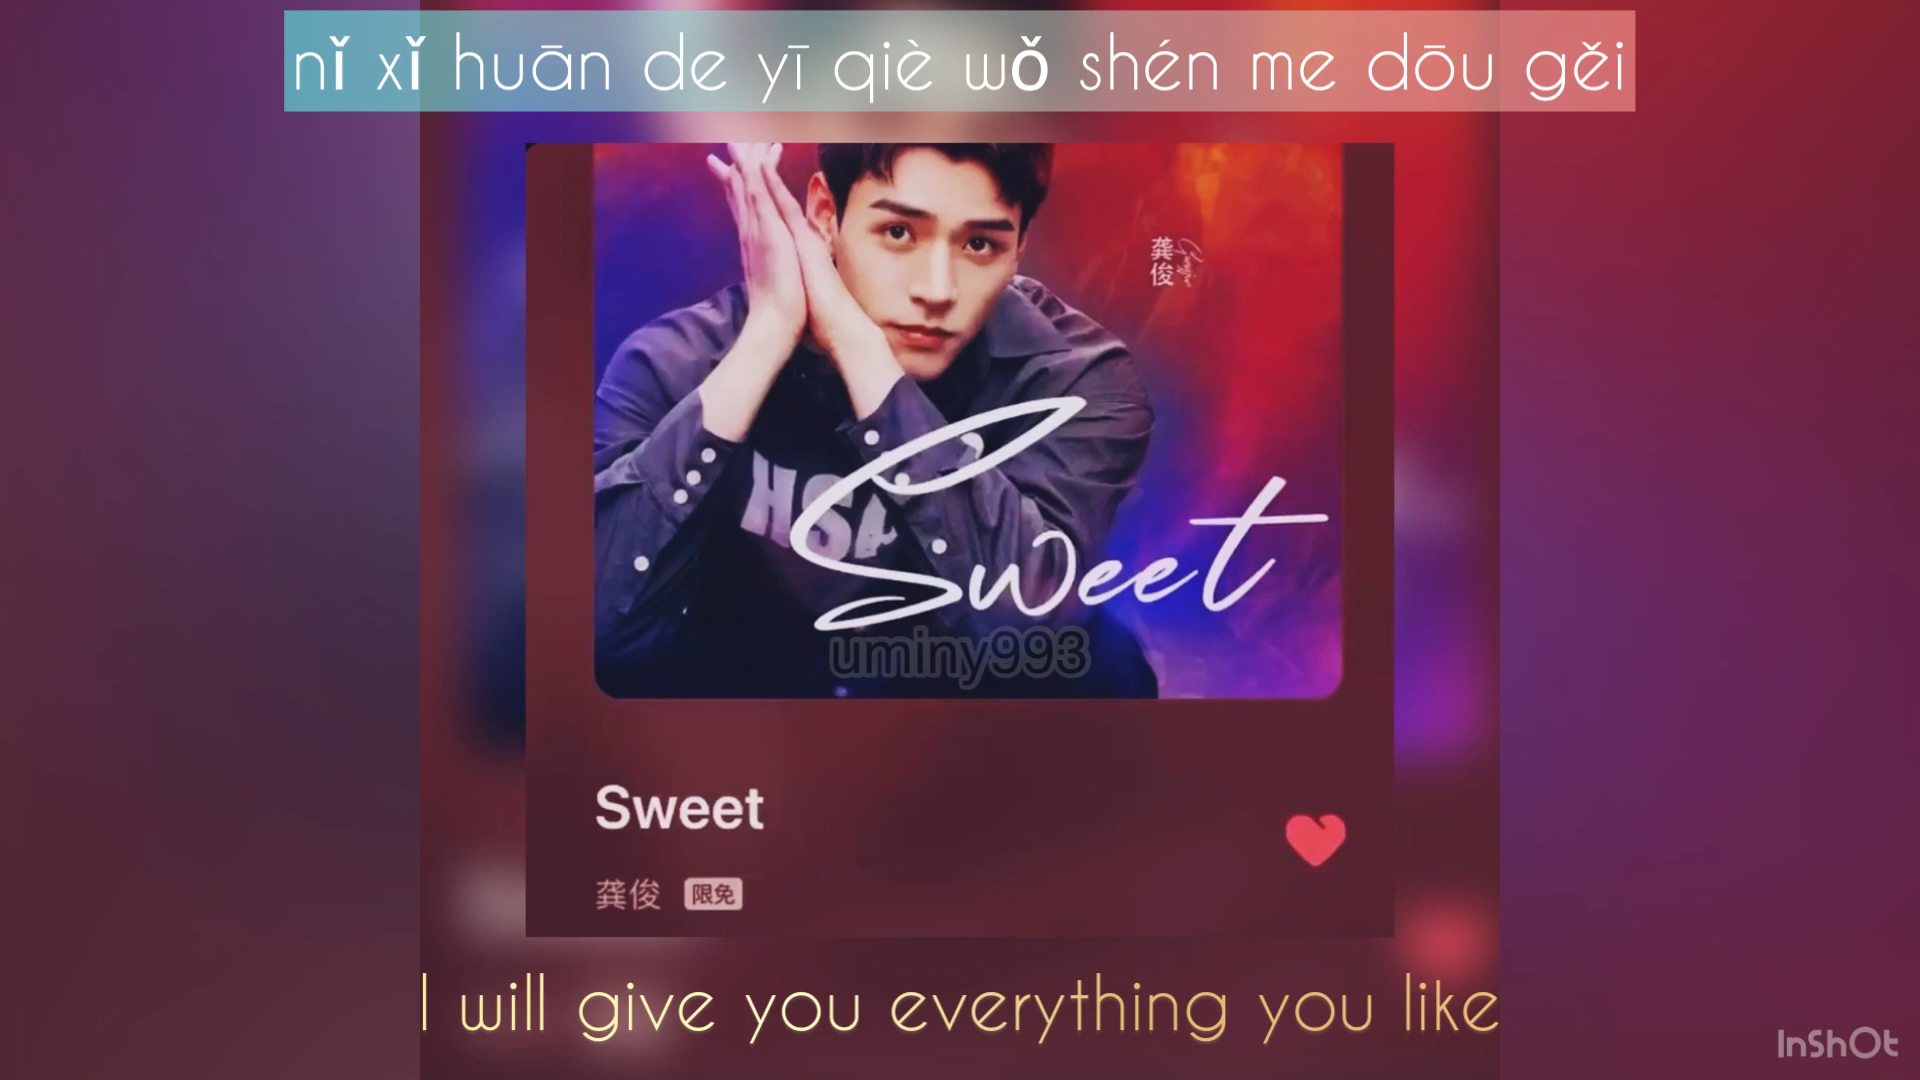 nǐ xǐ huān de yī qiè wǒ shén me dōu gěi
龚俊
Sweet
uminy993
Sweet
龚俊 限免
I will give you everything you like
InShOt